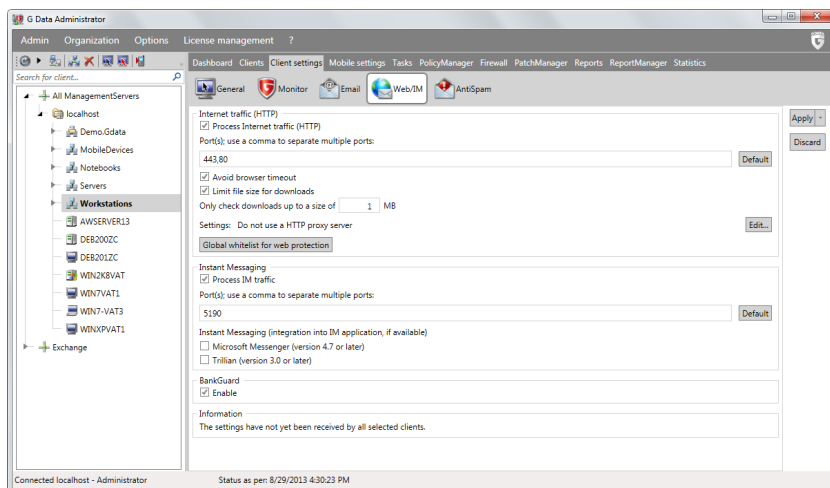 G Data Administrator
Admin Organization Options License management ?
Search for client...
All ManagementServers
localhost
Demo.Gdata
MobileDevices
Notebooks
Servers
Workstations
AWSERVER13
DEB200ZC
DEB201ZC
WIN2K8VAT
WIN7VAT1
WIN7-VAT3
WINXPVAT1
Exchange
Dashboard Clients Client settings Mobile settings Tasks PolicyManager Firewall PatchManager Reports ReportManager Statistics
General Monitor Email Web/IM AntiSpam
Internet traffic (HTTP)
Process Internet traffic (HTTP)
Port(s); use a comma to separate multiple ports:
443,80 Default
Avoid browser timeout
Limit file size for downloads
Only check downloads up to a size of 1 MB
Settings: Do not use a HTTP proxy server Edit...
Global whitelist for web protection
Instant Messaging
Process IM traffic
Port(s); use a comma to separate multiple ports:
5190 Default
Instant Messaging (integration into IM application, if available)
Microsoft Messenger (version 4.7 or later)
Trillian (version 3.0 or later)
BankGuard
Enable
Information
The settings have not yet been received by all selected clients.
Apply
Discard
Connected localhost - Administrator Status as per: 8/29/2013 4:30:23 PM